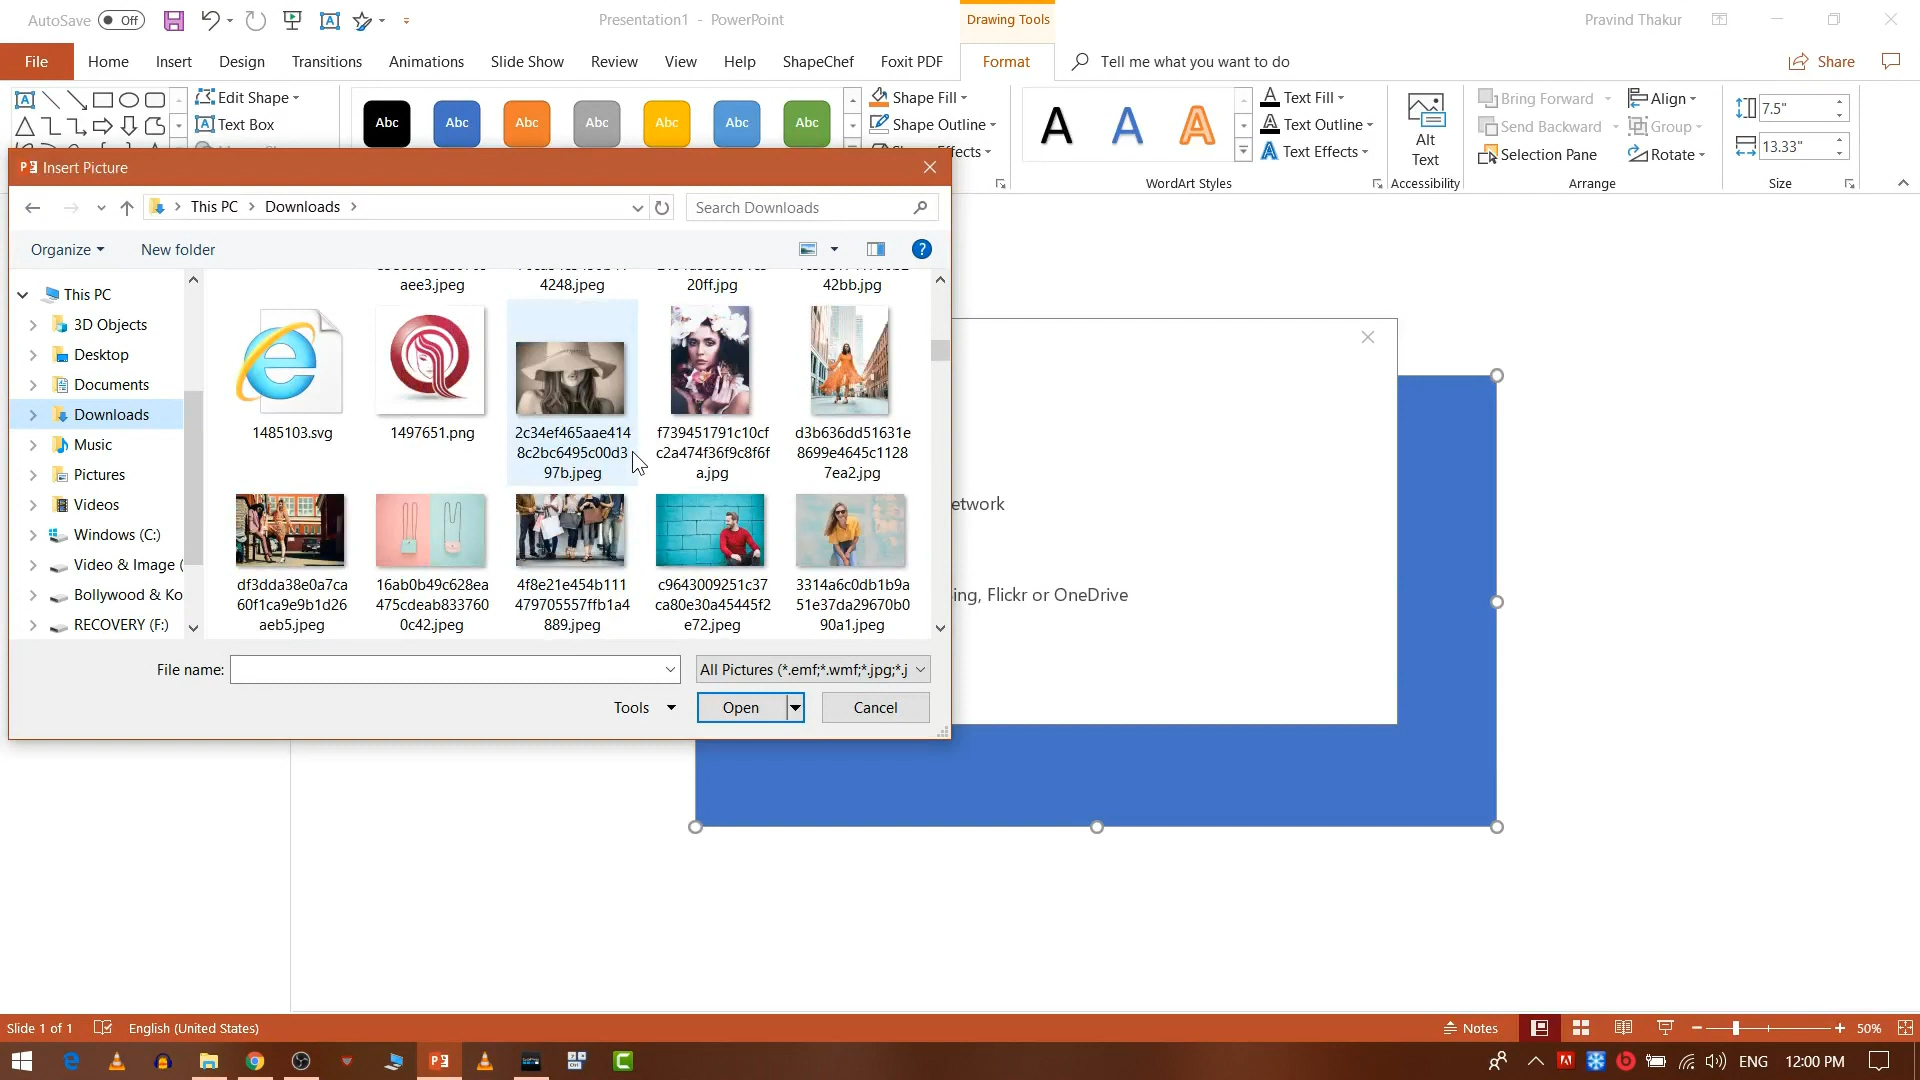 AutoSave Off
Presentation1 - PowerPoint
Drawing Tools
Pravind Thakur
File Home Insert Design Transitions Animations Slide Show Review View Help ShapeChef Foxit PDF Format Tell me what you want to do Share
Edit Shape
Text Box
Abc Abc Abc Abc Abc Abc Abc
Shape Fill
Shape Outline
A A A
Text Fill
Text Outline
Text Effects
WordArt Styles
Alt
Text
Accessibility
Bring Forward
Send Backward
Selection Pane
Align
Group
Rotate
Arrange
7.5"
13.33"
Size
Insert Picture
This PC Downloads
Search Downloads
Organize New folder
This PC
3D Objects
Desktop
Documents
Downloads
Music
Pictures
Videos
Windows (C:)
Video & Image (
Bollywood & Ko
RECOVERY (F:)
aee3.jpeg
4248.jpeg
20ff.jpg
42bb.jpg
1485103.svg
1497651.png
2c34ef465aae414
8c2bc6495c00d3
97b.jpeg
f739451791c10cf
c2a474f36f9c8f6f
a.jpg
d3b636dd51631e
8699e4645c1128
7ea2.jpg
df3dda38e0a7ca
60f1ca9e9b1d26
aeb5.jpeg
16ab0b49c628ea
475cdeab833760
0c42.jpeg
4f8e21e454b111
479705557ffb1a4
889.jpeg
c9643009251c37
ca80e30a45445f2
e72.jpeg
3314a6c0db1b9a
51e37da29670b0
90a1.jpeg
File name:
All Pictures (*.emf;*.wmf;*.jpg;*.j
Tools Open Cancel
etwork
ing, Flickr or OneDrive
Slide 1 of 1 English (United States)
Notes 50%
ENG 12:00 PM